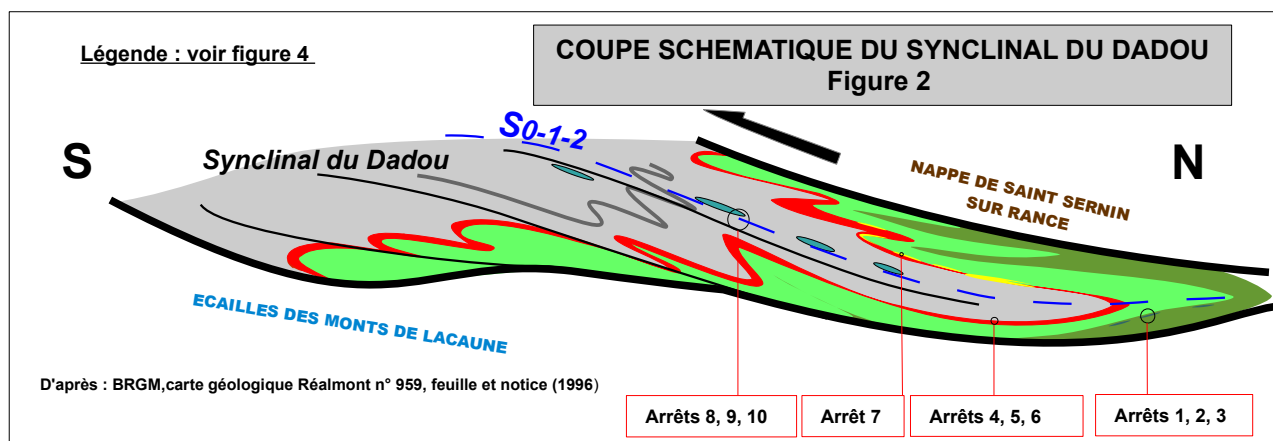 Légende : voir figure 4
COUPE SCHEMATIQUE DU SYNCLINAL DU DADOU
Figure 2
S0-1-2
Synclinal du Dadou
S
N
NAPPE DE SAINT SERNIN
SUR RANCE
ECAILLES DES MONTS DE LACAUNE
D'après : BRGM,carte géologique Réalmont n° 959, feuille et notice (1996)
Arrêts 8, 9, 10
Arrêt 7
Arrêts 4, 5, 6
Arrêts 1, 2, 3